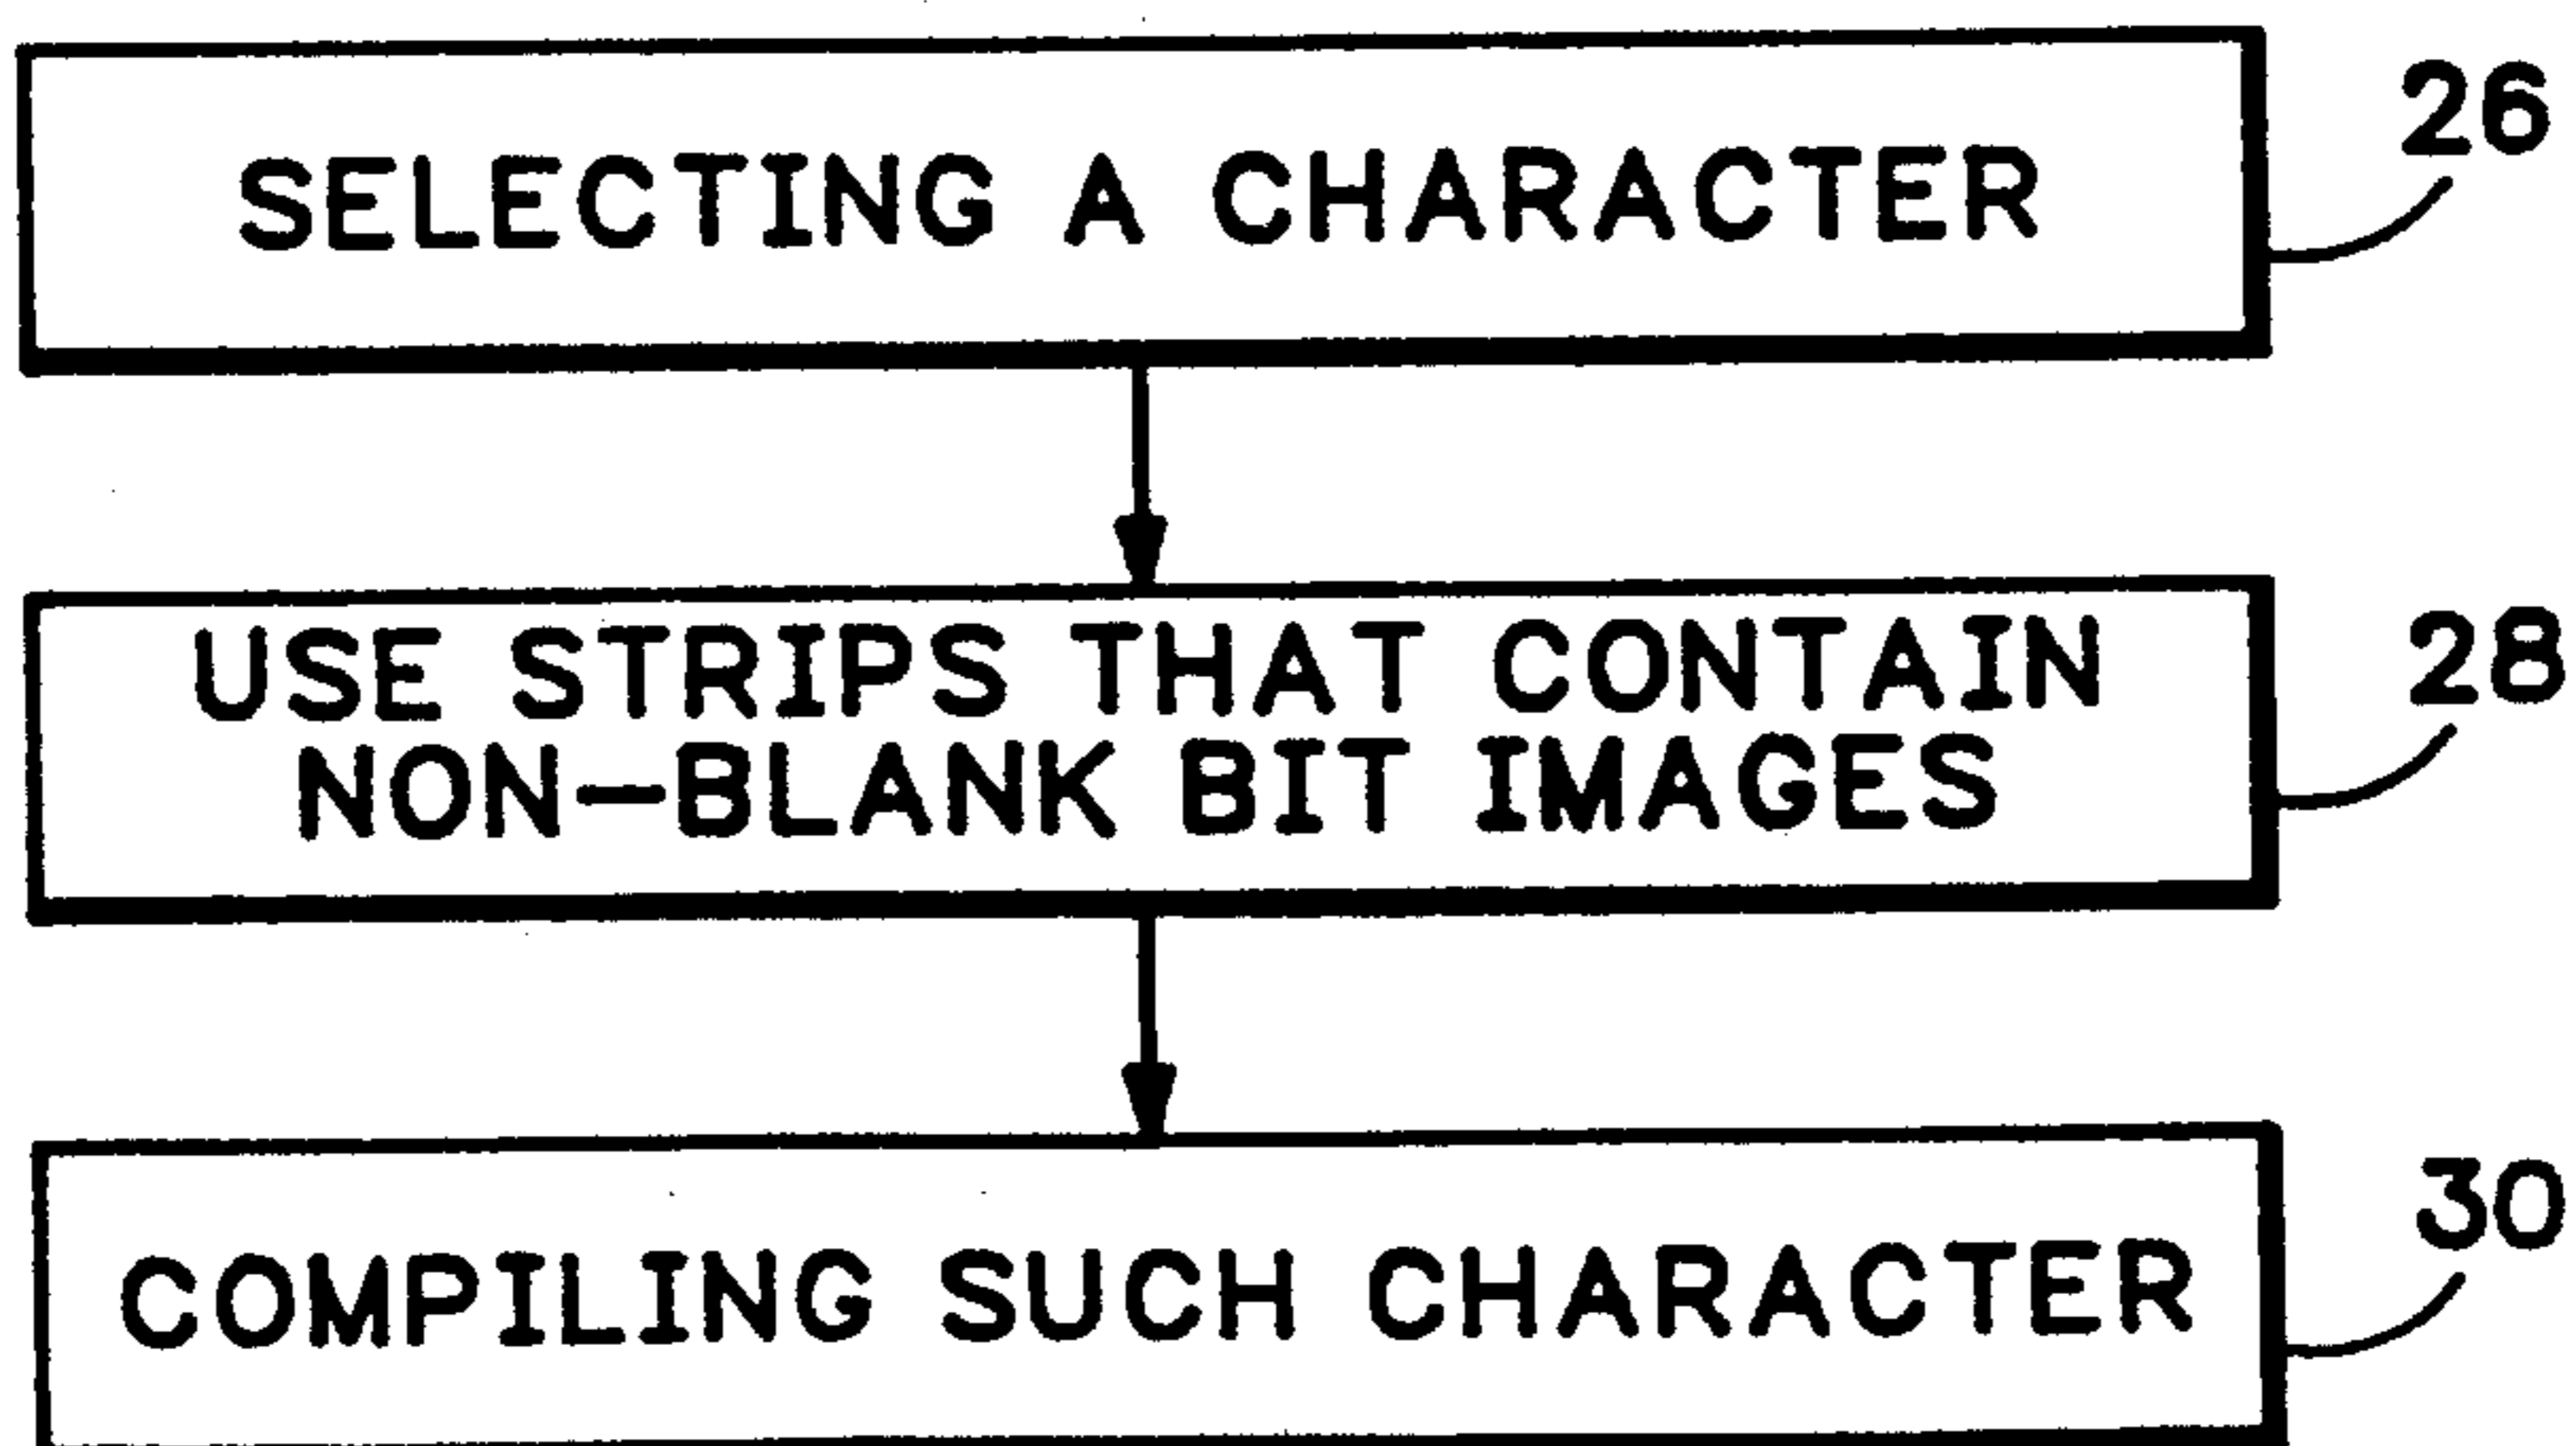 SELECTING A CHARACTER
26
USE STRIPS THAT CONTAIN
NON-BLANK BIT IMAGES
28
COMPILING SUCH CHARACTER
30